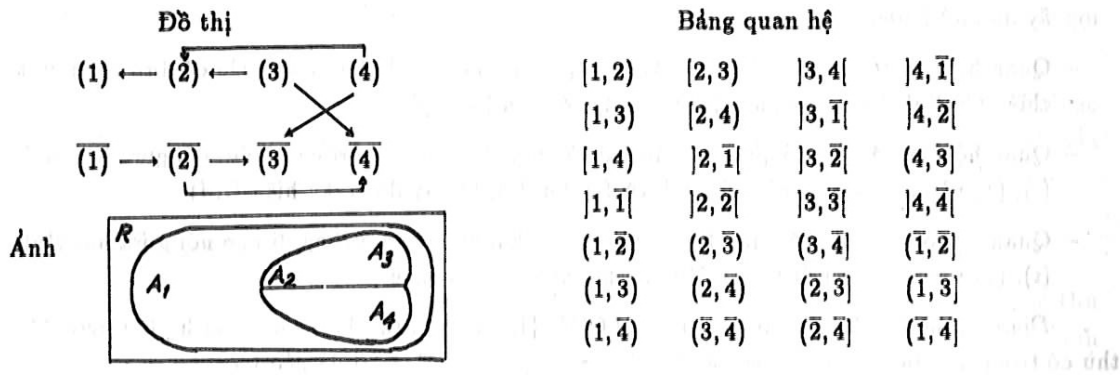 Đồ thị
Bảng quan hệ
(1) ← (2) ← (3) (4)
(1̅) → (2̅) → (3̅) (4̅)
Ảnh
R
A₁ A₂ A₃ A₄
[1, 2) [2, 3) ]3, 4[ ]4, 1̅[
[1, 3) [2, 4) ]3, 1̅[ ]4, 2̅[
[1, 4) ]2, 1̅[ ]3, 2̅[ (4, 3̅)
]1, 1̅[ ]2, 2̅[ ]3, 3̅[ ]4, 4̅[
(1, 2̅) (2, 3̅) (3, 4̅) (1̅, 2̅]
(1, 3̅) (2, 4̅) (2̅, 3̅] (1̅, 3̅]
(1, 4̅) (3̅, 4̅) (2̅, 4̅] (1̅, 4̅]